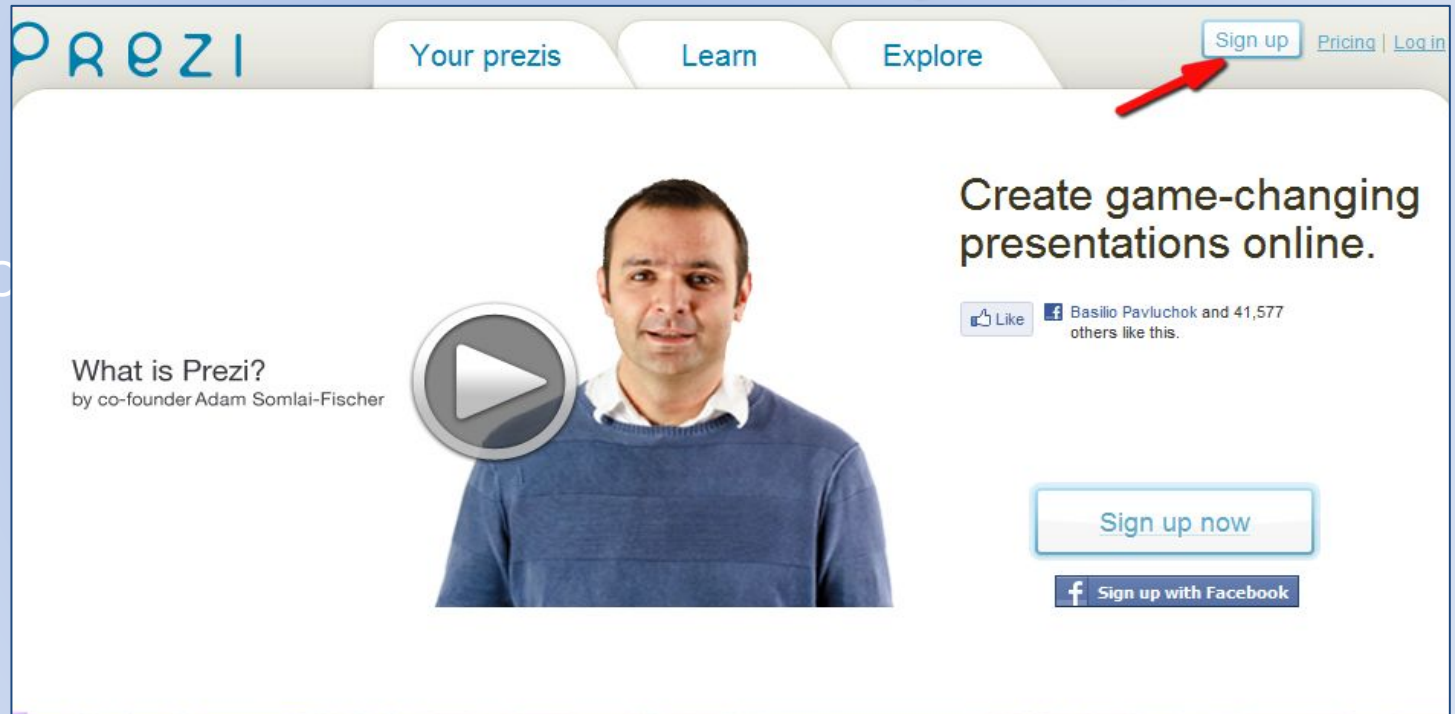 PRеZI
Your prezis
Learn
Explore
Sign up
Pricing | Log in
Create game-changing
presentations online.
Like
Basilio Pavluchok and 41,577
others like this.
What is Prezi?
by co-founder Adam Somlai-Fischer
Sign up now
f Sign up with Facebook